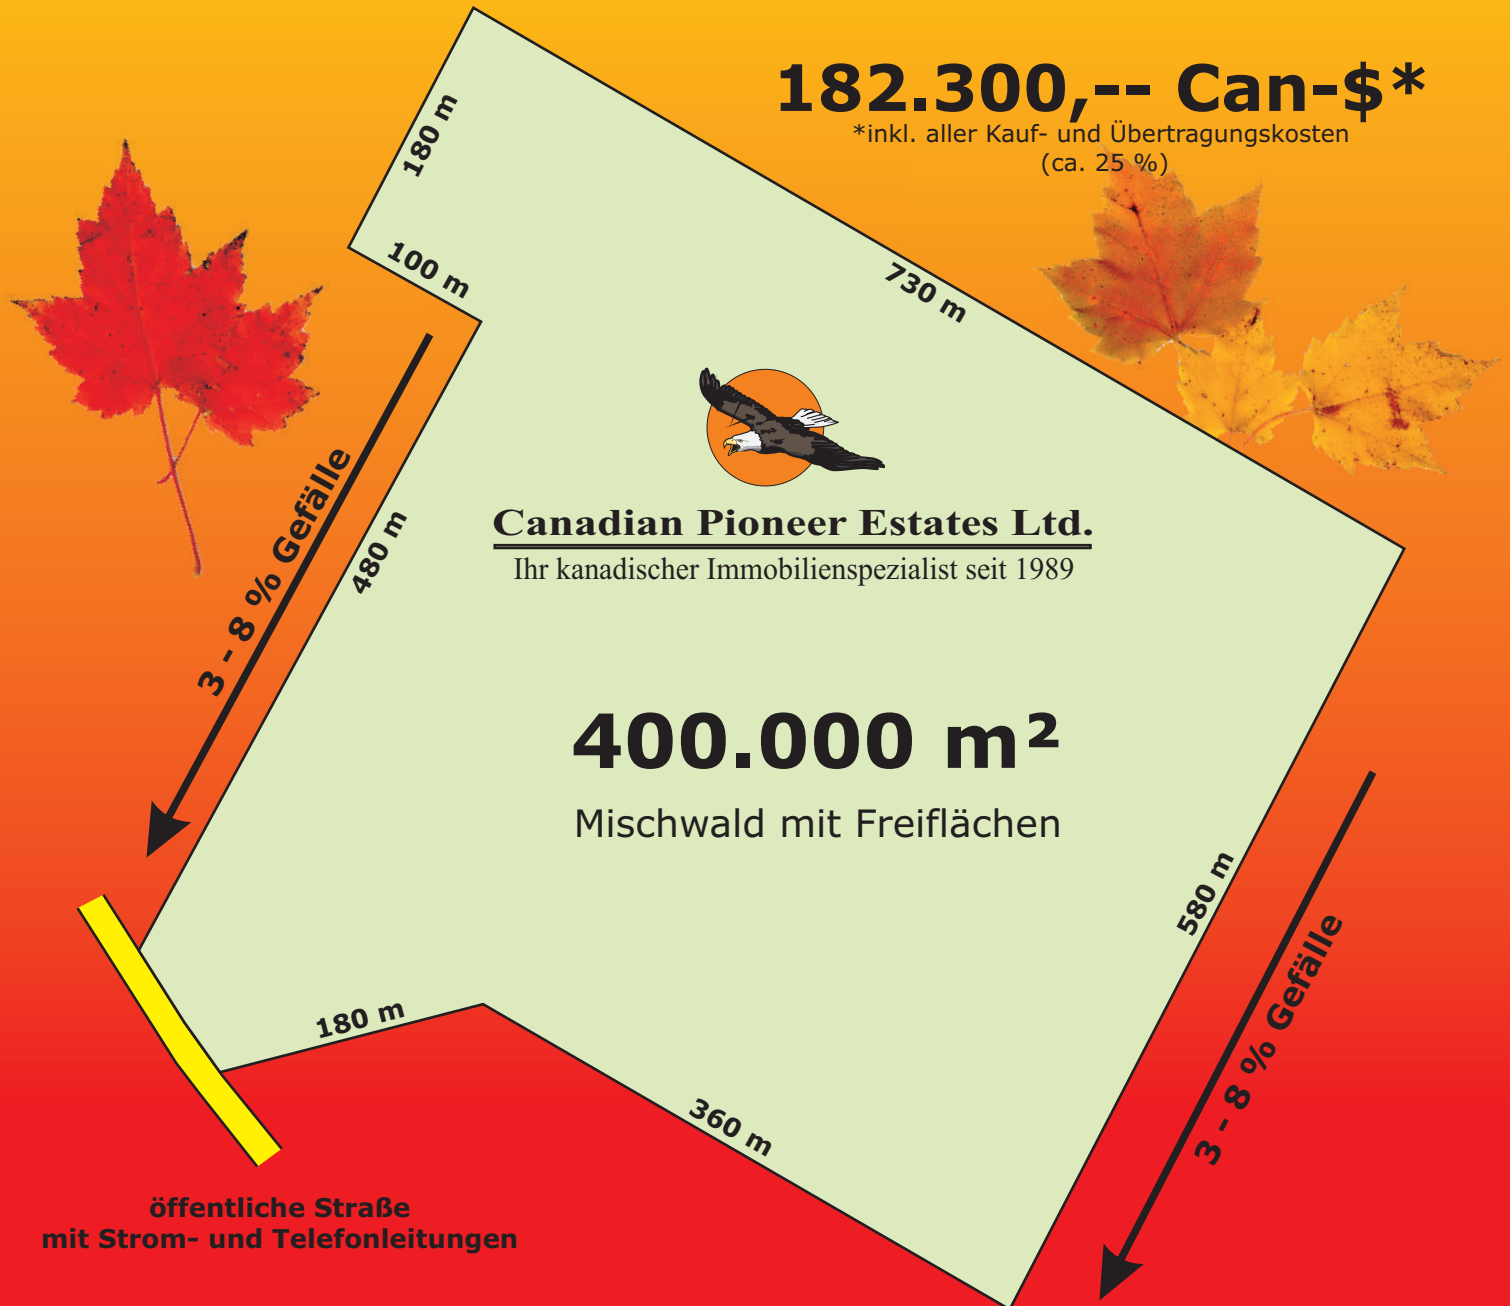 182.300,-- Can-$*
*inkl. aller Kauf- und Übertragungskosten
(ca. 25 %)
180 m
100 m
730 m
3 - 8 % Gefälle
480 m
Canadian Pioneer Estates Ltd.
Ihr kanadischer Immobilienspezialist seit 1989
400.000 m²
Mischwald mit Freiflächen
580 m
3 - 8 % Gefälle
180 m
360 m
öffentliche Straße
mit Strom- und Telefonleitungen